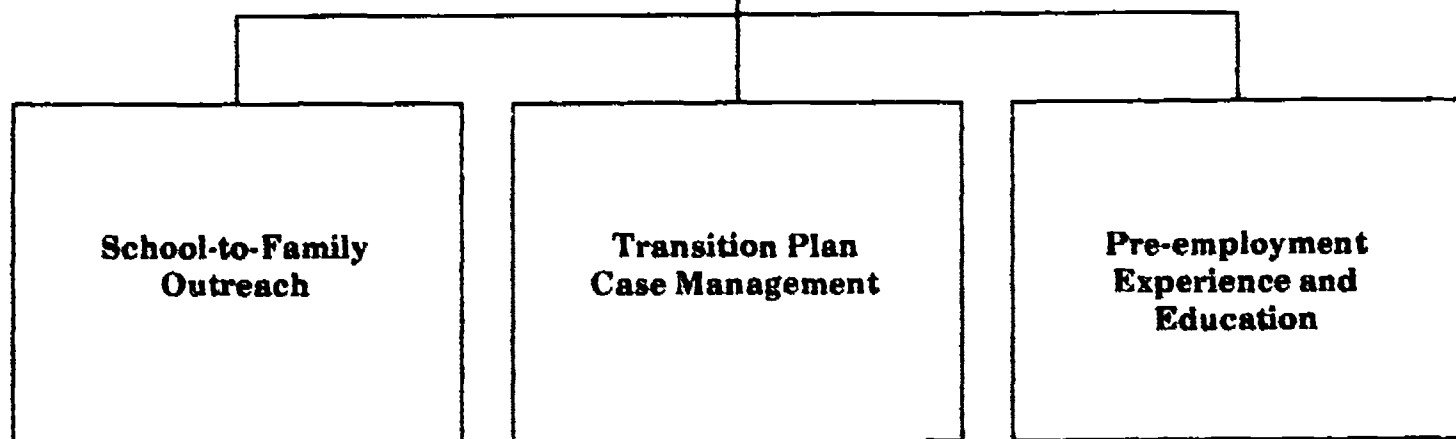 School-to-Family
Outreach
Transition Plan
Case Management
Pre-employment
Experience and
Education